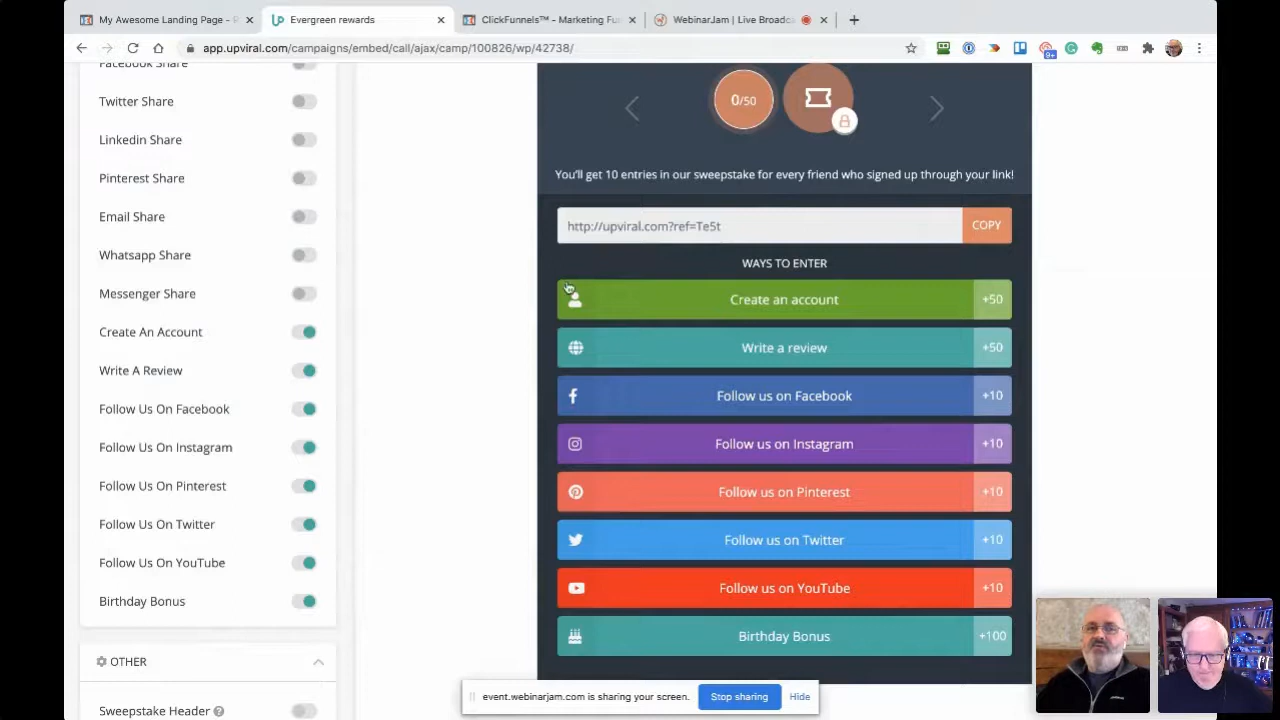 My Awesome Landing Page - P
Evergreen rewards
ClickFunnels™ - Marketing Fun
WebinarJam | Live Broadca
app.upviral.com/campaigns/embed/call/ajax/camp/100826/wp/42738/
9+
Facebook Share
Twitter Share
Linkedin Share
Pinterest Share
Email Share
Whatsapp Share
Messenger Share
Create An Account
Write A Review
Follow Us On Facebook
Follow Us On Instagram
Follow Us On Pinterest
Follow Us On Twitter
Follow Us On YouTube
Birthday Bonus
OTHER
Sweepstake Header
0/50
You'll get 10 entries in our sweepstake for every friend who signed up through your link!
http://upviral.com?ref=Te5t
COPY
WAYS TO ENTER
Create an account +50
Write a review +50
Follow us on Facebook +10
Follow us on Instagram +10
Follow us on Pinterest +10
Follow us on Twitter +10
Follow us on YouTube +10
Birthday Bonus +100
event.webinarjam.com is sharing your screen. Stop sharing Hide